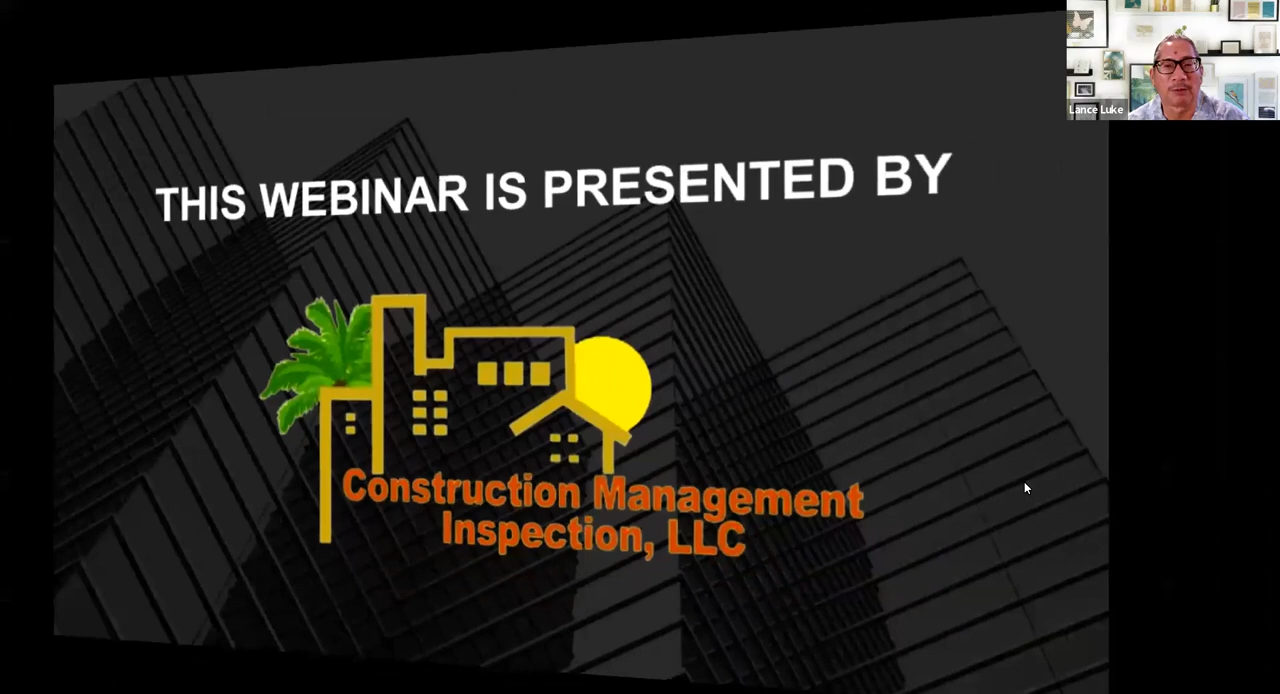 Lance Luke
THIS WEBINAR IS PRESENTED BY
Construction Management
Inspection, LLC